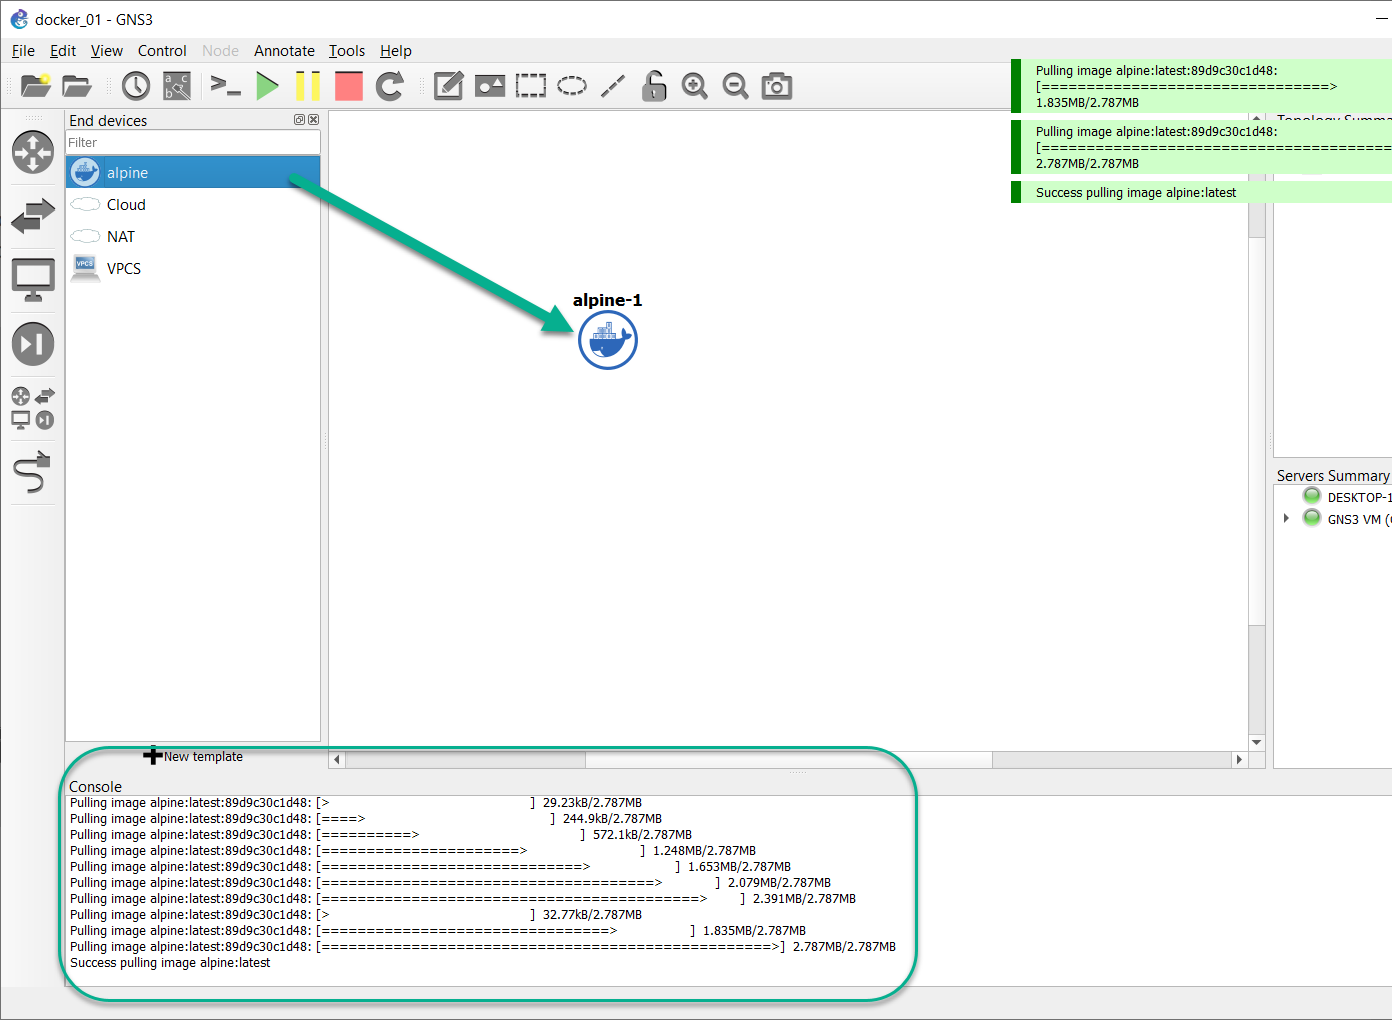 docker_01 - GNS3
File Edit View Control Node Annotate Tools Help
Pulling image alpine:latest:89d9c30c1d48:
[================================>
1.835MB/2.787MB
Pulling image alpine:latest:89d9c30c1d48:
[=======================================
2.787MB/2.787MB
Success pulling image alpine:latest
End devices
Filter
alpine
Cloud
NAT
VPCS
VPCS
alpine-1
Topology Summa
Servers Summary
DESKTOP-1
GNS3 VM (
New template
Console
Pulling image alpine:latest:89d9c30c1d48: [> ] 29.23kB/2.787MB
Pulling image alpine:latest:89d9c30c1d48: [====> ] 244.9kB/2.787MB
Pulling image alpine:latest:89d9c30c1d48: [==========> ] 572.1kB/2.787MB
Pulling image alpine:latest:89d9c30c1d48: [======================> ] 1.248MB/2.787MB
Pulling image alpine:latest:89d9c30c1d48: [=============================> ] 1.653MB/2.787MB
Pulling image alpine:latest:89d9c30c1d48: [=====================================> ] 2.079MB/2.787MB
Pulling image alpine:latest:89d9c30c1d48: [==========================================> ] 2.391MB/2.787MB
Pulling image alpine:latest:89d9c30c1d48: [> ] 32.77kB/2.787MB
Pulling image alpine:latest:89d9c30c1d48: [================================> ] 1.835MB/2.787MB
Pulling image alpine:latest:89d9c30c1d48: [==================================================>] 2.787MB/2.787MB
Success pulling image alpine:latest